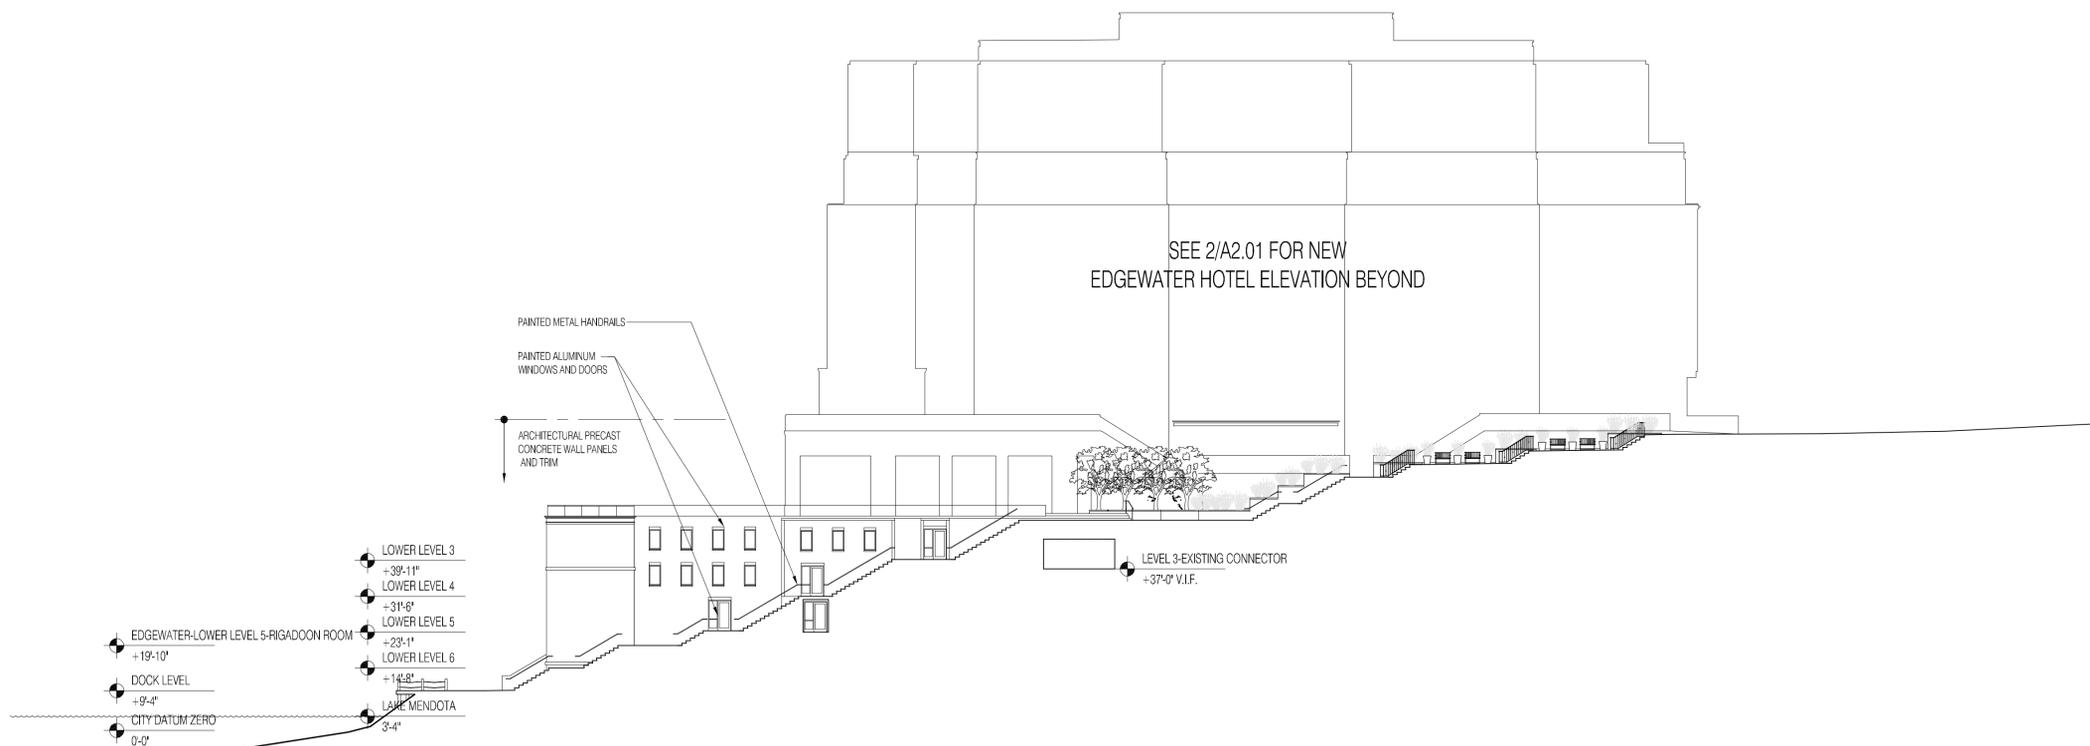 SEE 2/A2.01 FOR NEW
EDGEWATER HOTEL ELEVATION BEYOND
PAINTED METAL HANDRAILS
PAINTED ALUMINUM
WINDOWS AND DOORS
ARCHITECTURAL PRECAST
CONCRETE WALL PANELS
AND TRIM
LOWER LEVEL 3
+39'-11"
LOWER LEVEL 4
+31'-6"
LOWER LEVEL 5
+23'-1"
LOWER LEVEL 6
+14'-8"
LAKE MENDOTA
3'-4"
EDGEWATER-LOWER LEVEL 5-RIGADOON ROOM
+19'-10"
DOCK LEVEL
+9'-4"
CITY DATUM ZERO
0'-0"
LEVEL 3-EXISTING CONNECTOR
+37'-0" V.I.F.